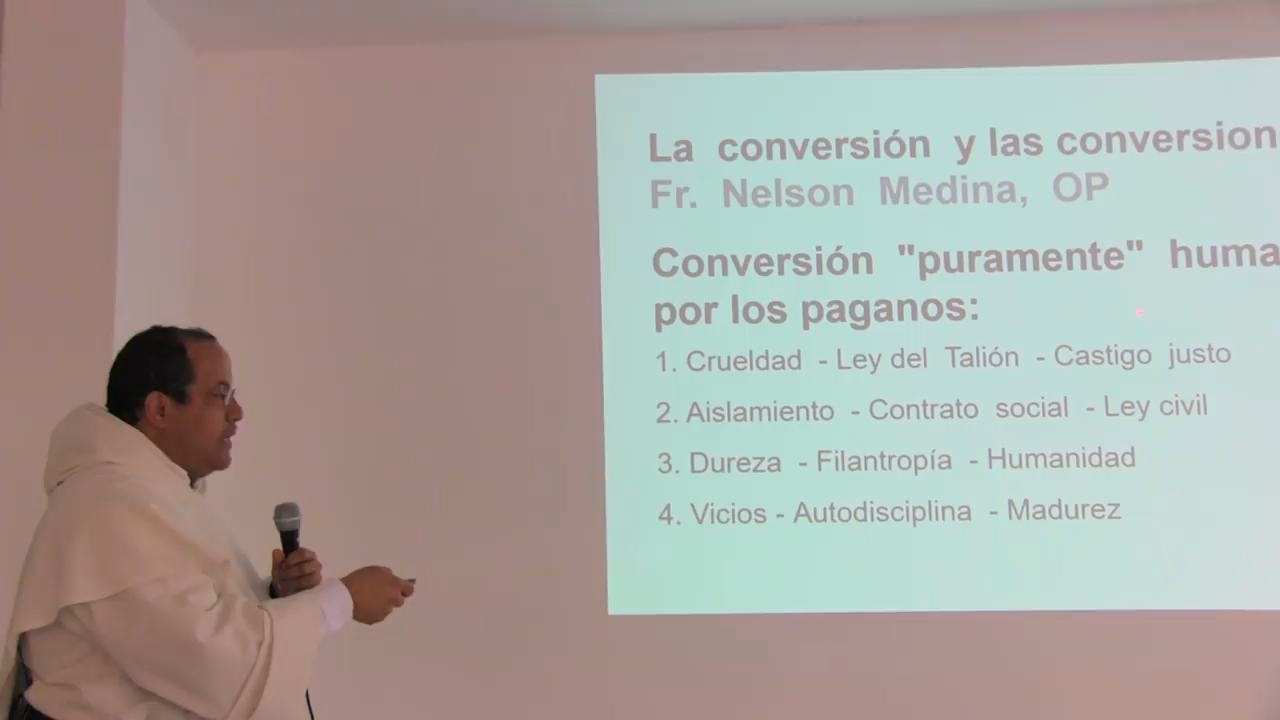 La conversión y las conversion
Fr. Nelson Medina, OP
Conversión "puramente" huma
por los paganos:
1. Crueldad - Ley del Talión - Castigo justo
2. Aislamiento - Contrato social - Ley civil
3. Dureza - Filantropía - Humanidad
4. Vicios - Autodisciplina - Madurez